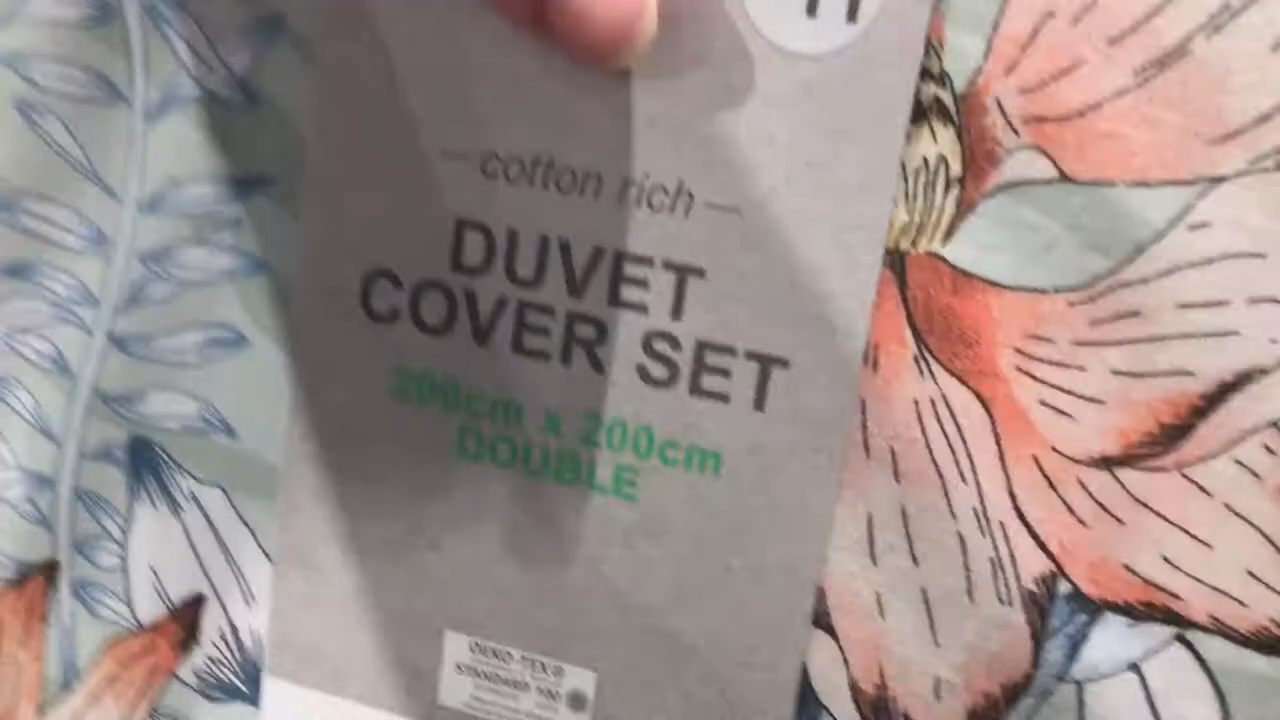 — cotton rich —
DUVET
COVER SET
200cm x 200cm
DOUBLE
OEKO-TEX®
STANDARD 100